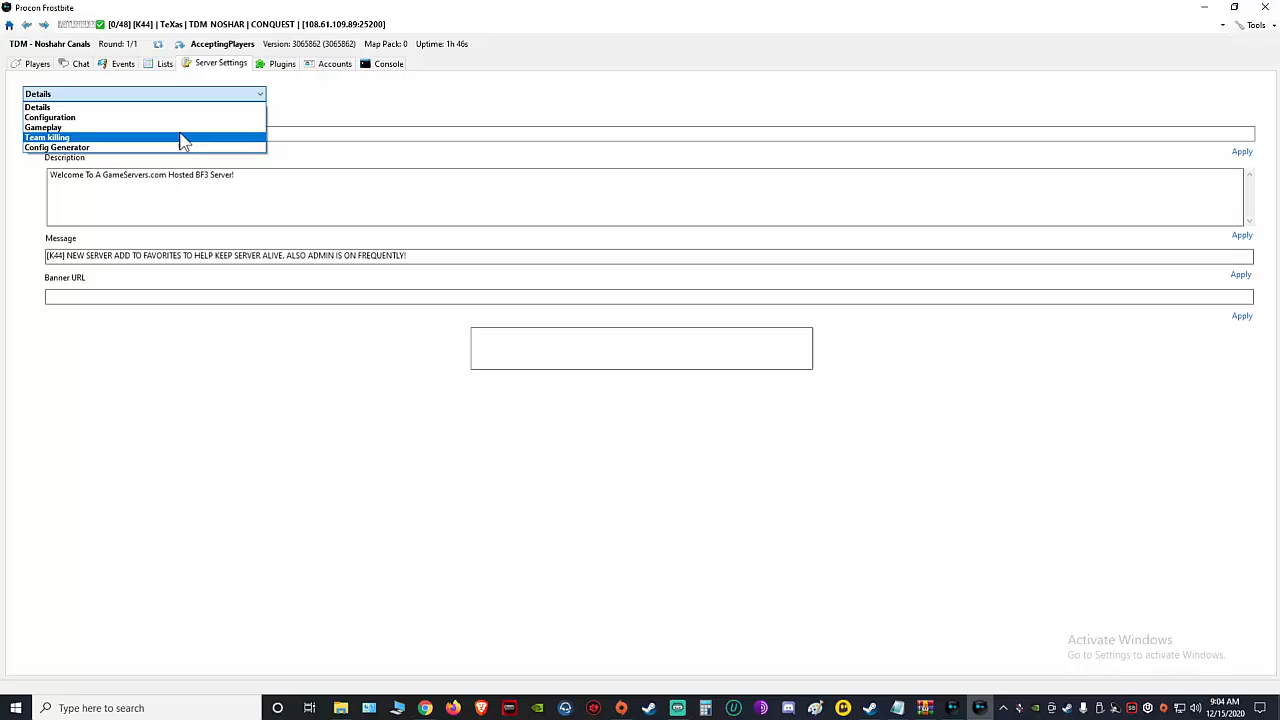 Procon Frostbite
[0/48] [K44] | TeXas | TDM NOSHAR | CONQUEST | [108.61.109.89:25200]
Tools
TDM - Noshahr Canals Round: 1/1 AcceptingPlayers Version: 3065862 (3065862) Map Pack: 0 Uptime: 1h 46s
Players Chat Events Lists Server Settings Plugins Accounts Console
Details
Details
Configuration
Gameplay
Team killing
Config Generator
Apply
Description
Welcome To A GameServers.com Hosted BF3 Server!
Apply
Message
[K44] NEW SERVER ADD TO FAVORITES TO HELP KEEP SERVER ALIVE. ALSO ADMIN IS ON FREQUENTLY!
Apply
Banner URL
Apply
Activate Windows
Go to Settings to activate Windows.
Type here to search
9:04 AM
12/15/2020